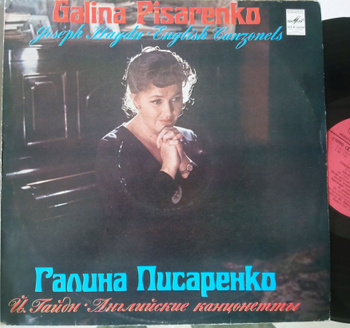 Galina Pisarenko
Joseph Haydn · English Canzonets
Галина Писаренко
Й. Гайдн · Английские канцонетты